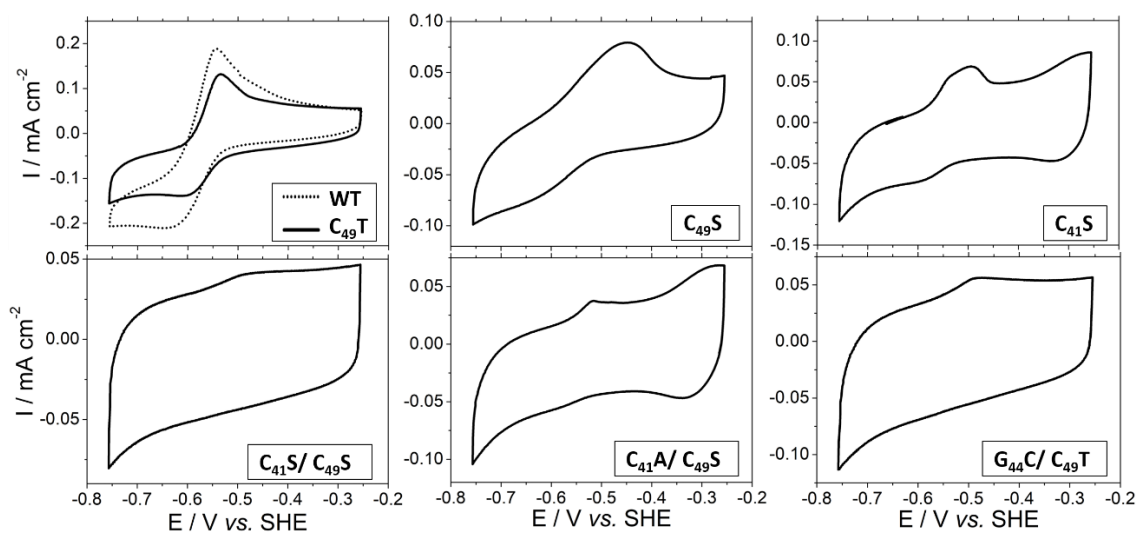 0.2
0.1
0.0
-0.1
-0.2
I / mA cm⁻²
WT
C₄₉T
0.10
0.05
0.00
-0.05
-0.10
C₄₉S
0.10
0.05
0.00
-0.05
-0.10
-0.15
C₄₁S
0.05
0.00
-0.05
I / mA cm⁻²
C₄₁S/ C₄₉S
-0.8 -0.7 -0.6 -0.5 -0.4 -0.3 -0.2
E / V vs. SHE
0.05
0.00
-0.05
-0.10
C₄₁A/ C₄₉S
-0.8 -0.7 -0.6 -0.5 -0.4 -0.3 -0.2
E / V vs. SHE
0.10
0.05
0.00
-0.05
-0.10
G₄₄C/ C₄₉T
-0.8 -0.7 -0.6 -0.5 -0.4 -0.3 -0.2
E / V vs. SHE